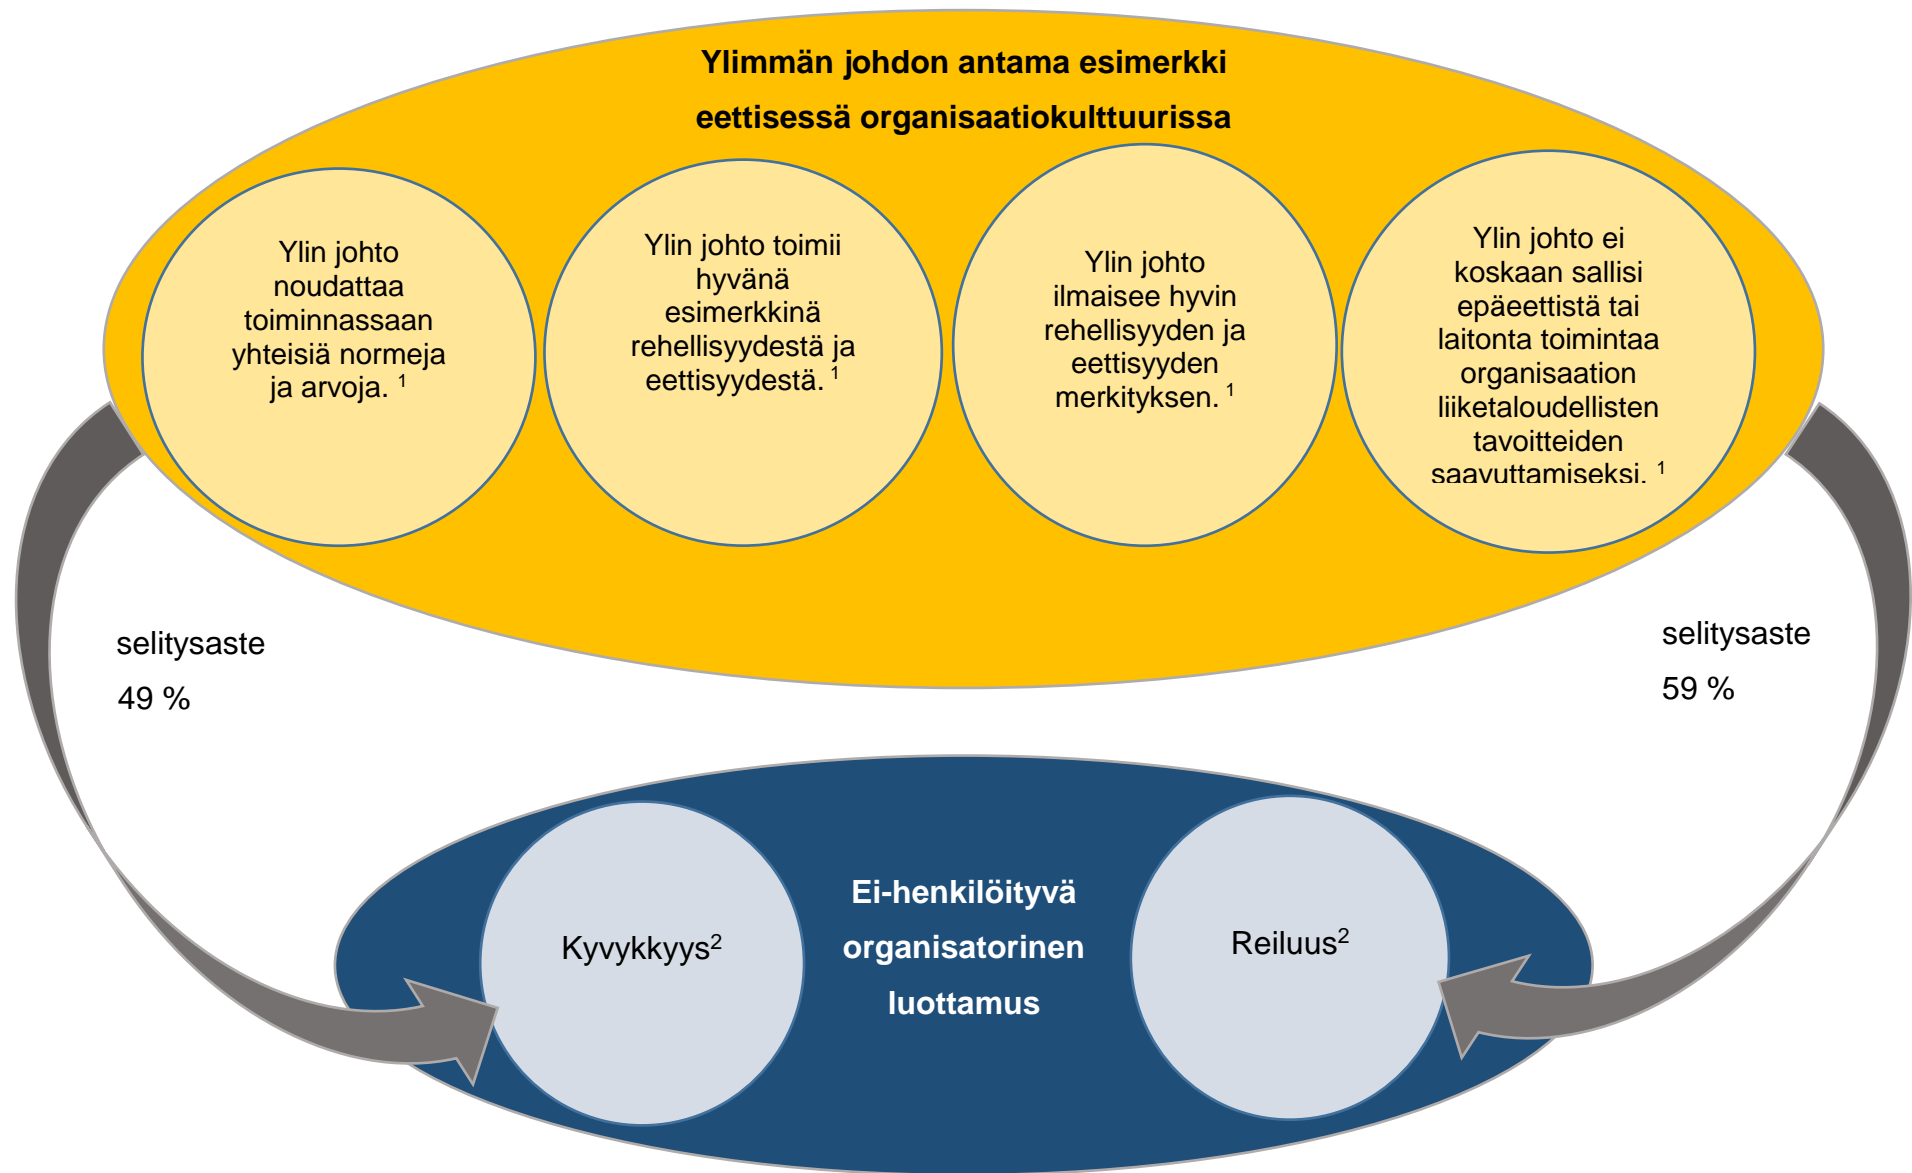 Ylimmän johdon antama esimerkki
eettisessä organisaatiokulttuurissa
Ylin johto
noudattaa
toiminnassaan
yhteisiä normeja
ja arvoja. ¹
Ylin johto toimii
hyvänä
esimerkkinä
rehellisyydestä ja
eettisyydestä. ¹
Ylin johto
ilmaisee hyvin
rehellisyyden ja
eettisyyden
merkityksen. ¹
Ylin johto ei
koskaan sallisi
epäeettistä tai
laitonta toimintaa
organisaation
liiketaloudellisten
tavoitteiden
saavuttamiseksi. ¹
selitysaste
49 %
selitysaste
59 %
Kyvykkyys²
Ei-henkilöityvä
organisatorinen
luottamus
Reiluus²